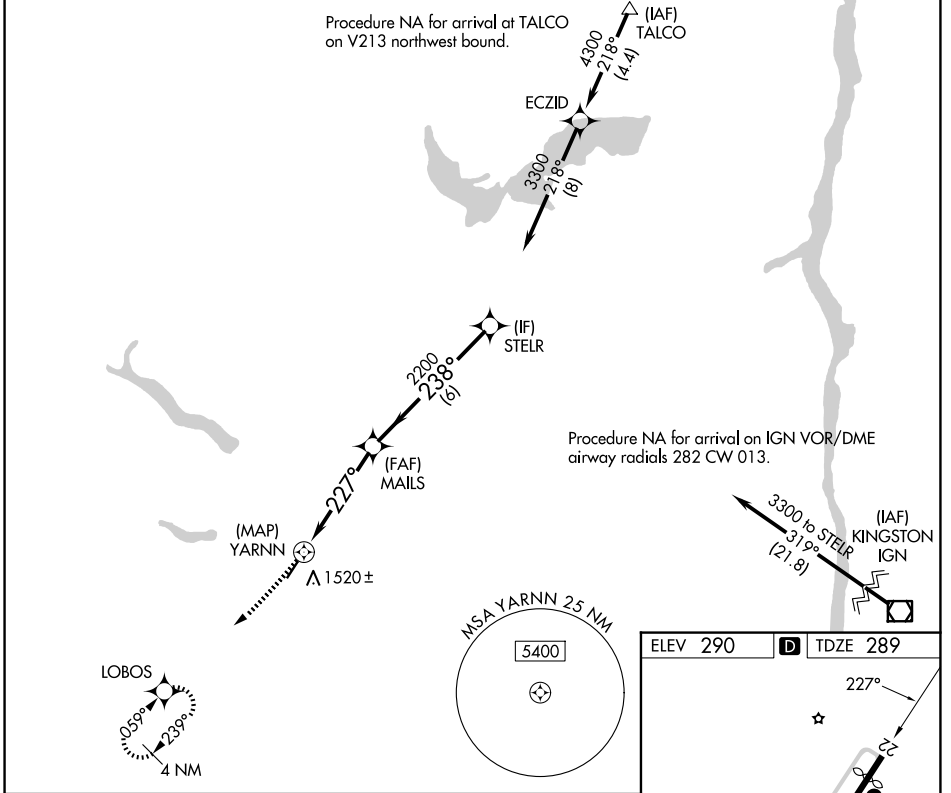 Procedure NA for arrival at TALCO
on V213 northwest bound.
(IAF)
TALCO
4300
218°
(4.4)
ECZID
3300
218°
(8)
(IF)
STELR
2200
238°
(6)
(FAF)
MAILS
227°
(MAP)
YARNN
1520 ±
Procedure NA for arrival on IGN VOR/DME
airway radials 282 CW 013.
3300 to STELR
319°
(21.8)
(IAF)
KINGSTON
IGN
MSA YARNN 25 NM
5400
LOBOS
059°
239°
4 NM
ELEV 290 D TDZE 289
227°
22